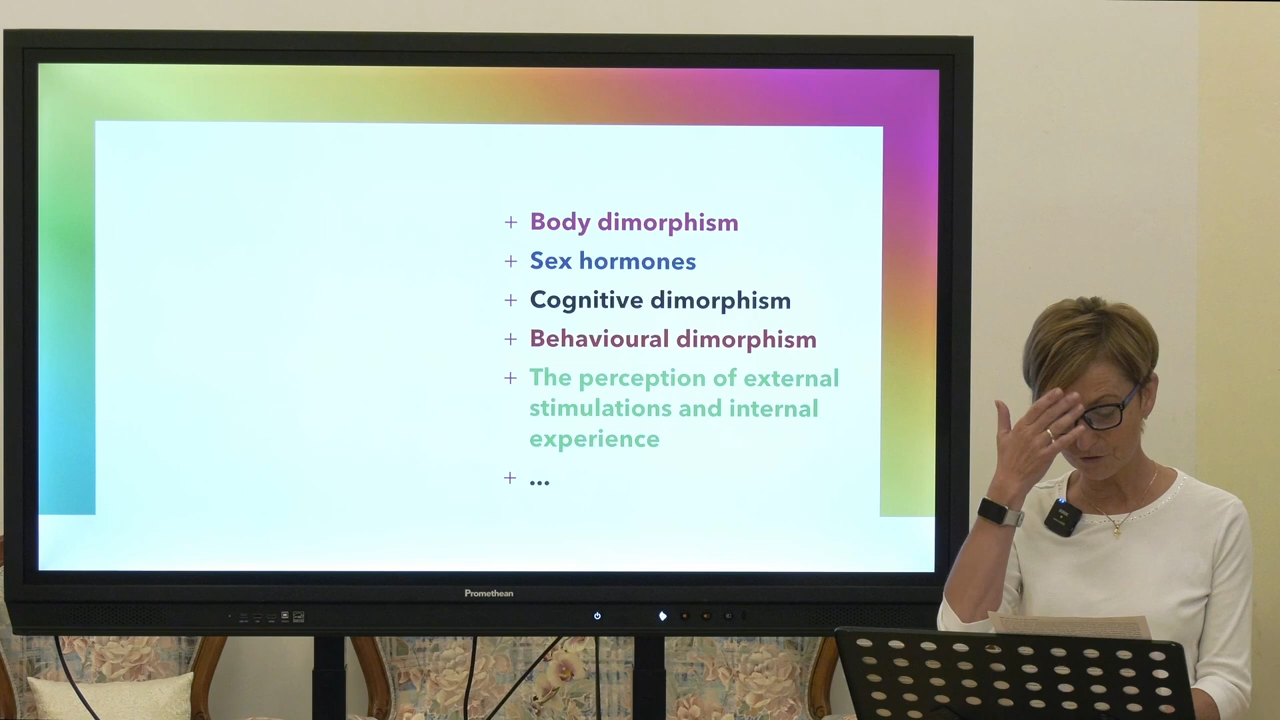 + Body dimorphism
+ Sex hormones
+ Cognitive dimorphism
+ Behavioural dimorphism
+ The perception of external
stimulations and internal
experience
+ ...
Promethean